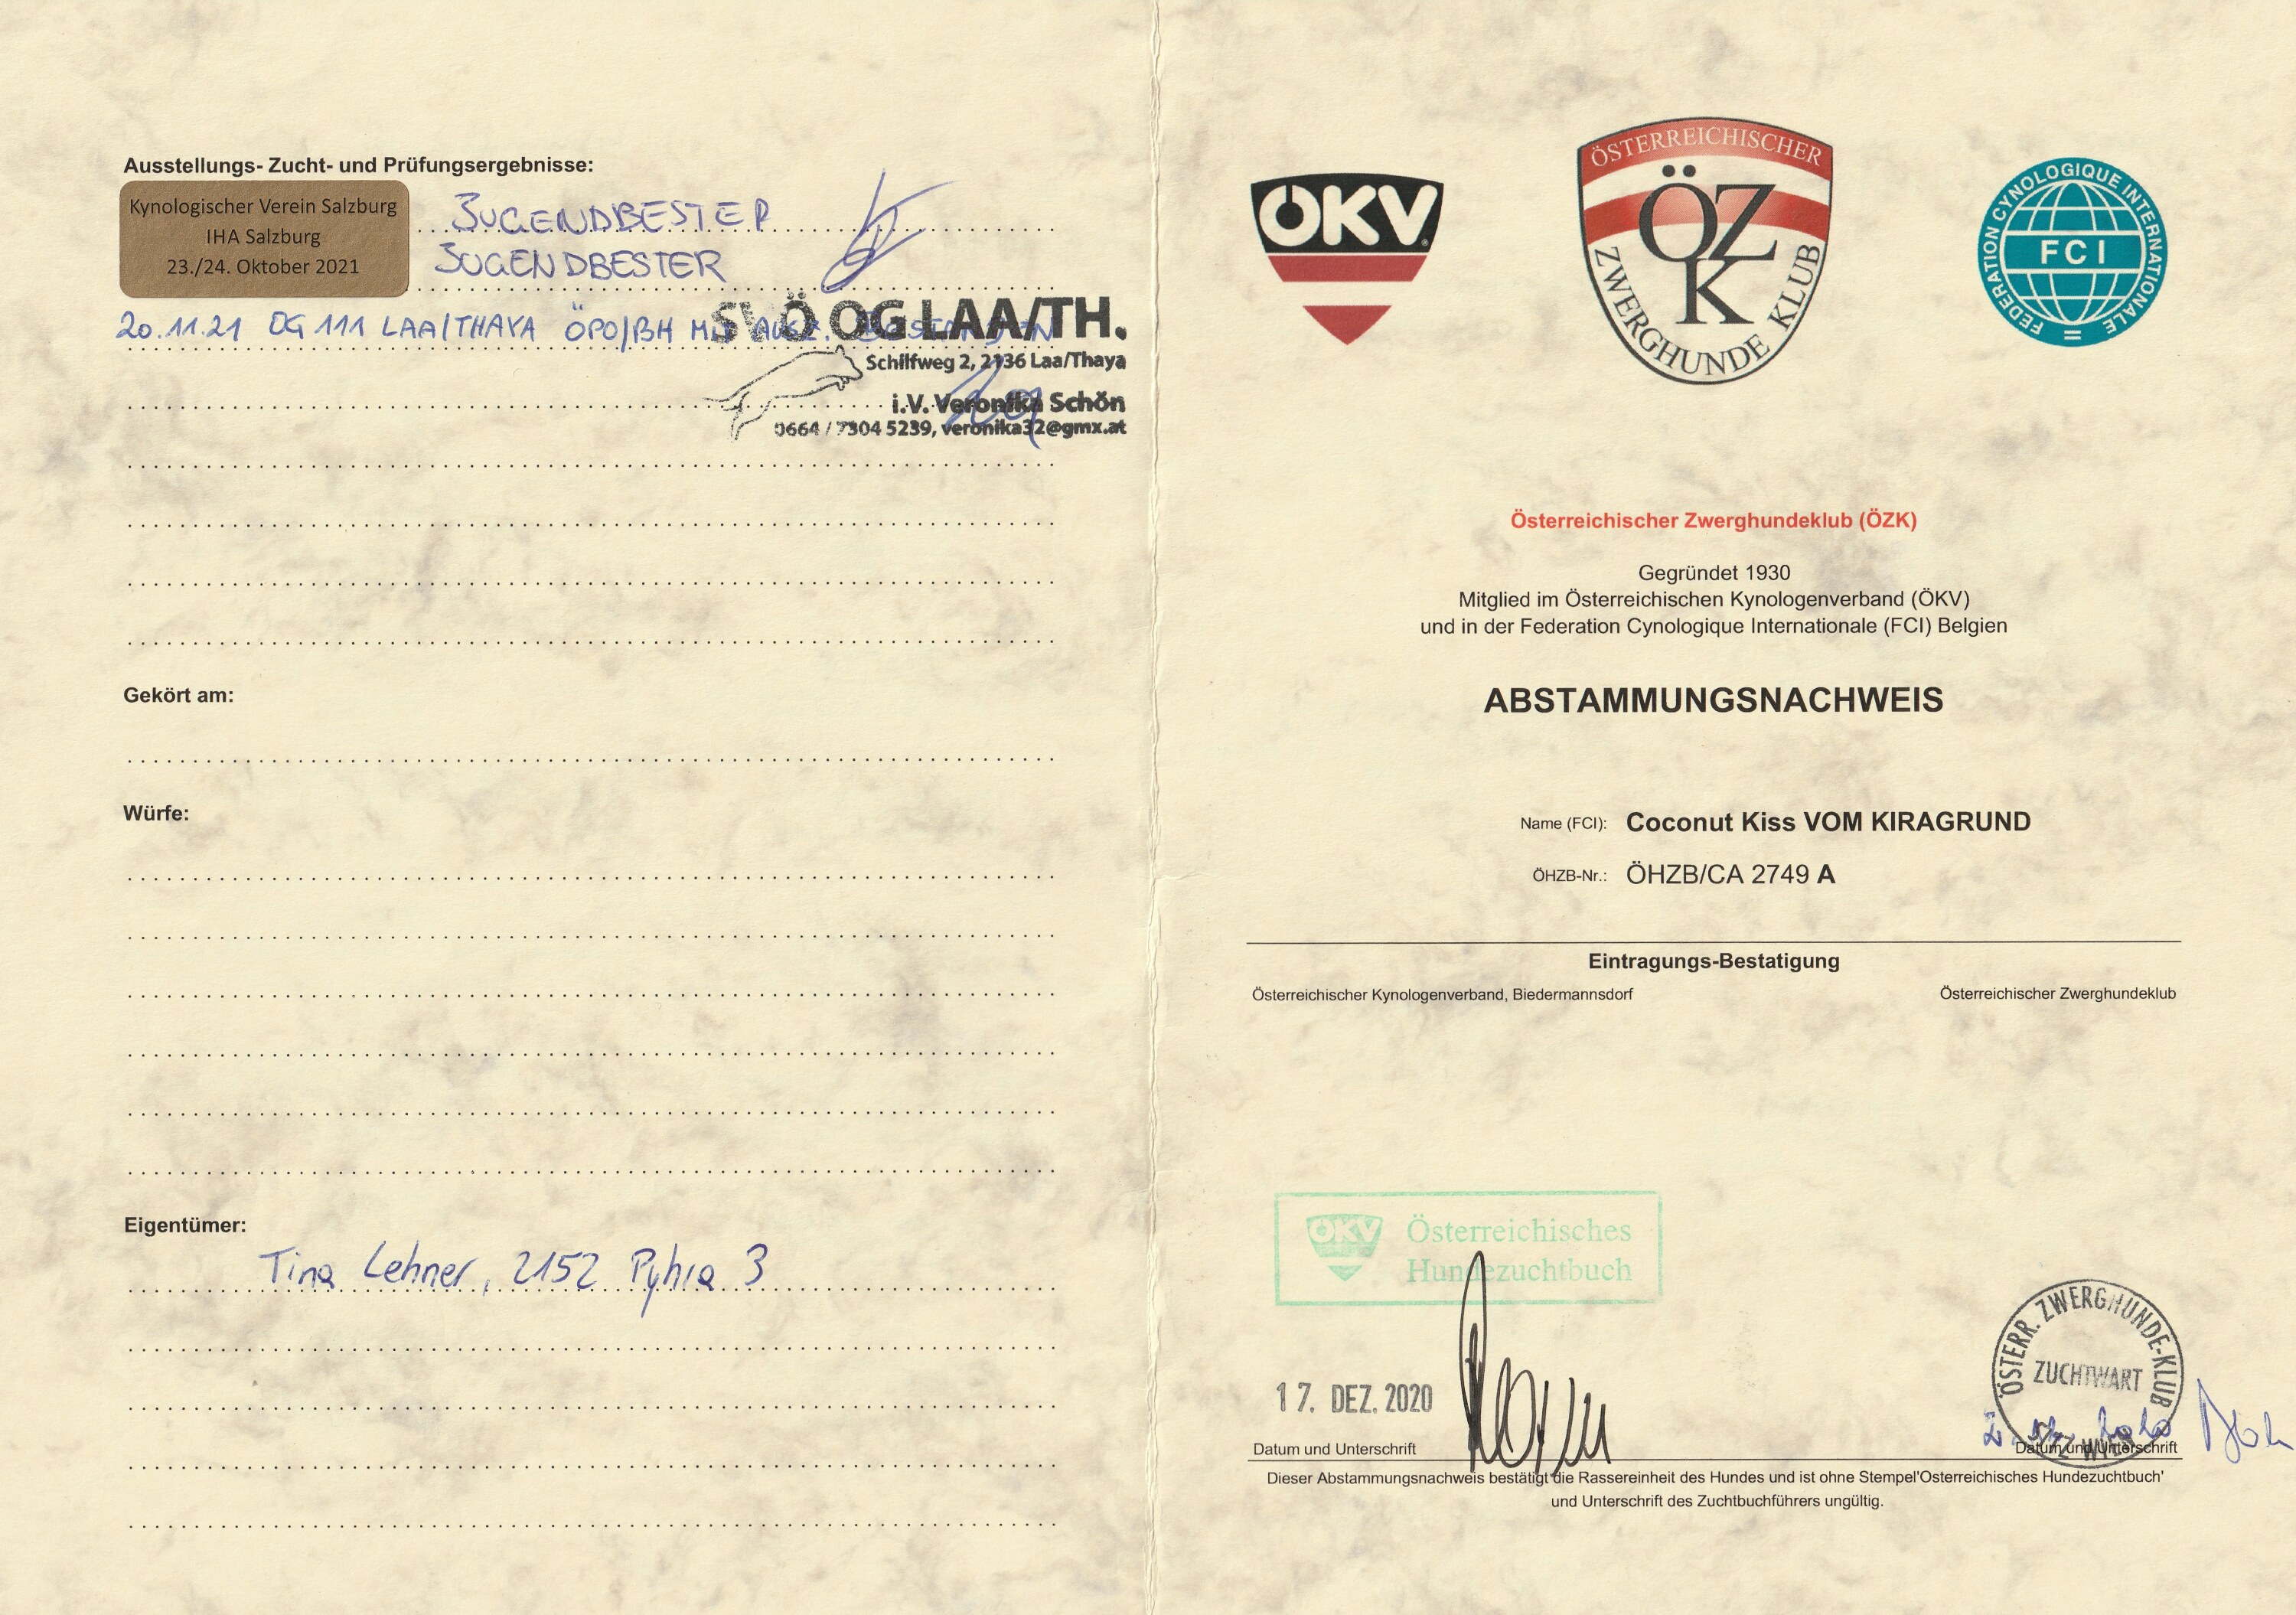 Ausstellungs- Zucht- und Prüfungsergebnisse:
Kynologischer Verein Salzburg
IHA Salzburg
23./24. Oktober 2021
JUGENDBESTER
JUGENDBESTER
20.11.21 OG 111 LAA/THAYA ÖPO/BH MIT AUSZ. BESTANDEN
SVÖ OG LAA/TH.
Schilfweg 2, 2136 Laa/Thaya
i.V. Veronika Schön
0664 / 7304 5239, veronika32@gmx.at
Gekört am:
Würfe:
Eigentümer:
Tina Lehner, 2152 Pyhra 3
ÖKV
ÖSTERREICHISCHER
ÖZK
ZWERGHUNDE KLUB
FEDERATION CYNOLOGIQUE INTERNATIONALE
FCI
Österreichischer Zwerghundeklub (ÖZK)
Gegründet 1930
Mitglied im Österreichischen Kynologenverband (ÖKV)
und in der Federation Cynologique Internationale (FCI) Belgien
ABSTAMMUNGSNACHWEIS
Name (FCI): Coconut Kiss VOM KIRAGRUND
ÖHZB-Nr.: ÖHZB/CA 2749 A
Eintragungs-Bestatigung
Österreichischer Kynologenverband, Biedermannsdorf
Österreichischer Zwerghundeklub
ÖKV Österreichisches
Hundezuchtbuch
17. DEZ. 2020
Datum und Unterschrift
ÖSTERR. ZWERGHUNDE-KLUB
ZUCHTWART
WIEN
Datum und Unterschrift
Dieser Abstammungsnachweis bestätigt die Rassereinheit des Hundes und ist ohne Stempel'Osterreichisches Hundezuchtbuch'
und Unterschrift des Zuchtbuchführers ungültig.